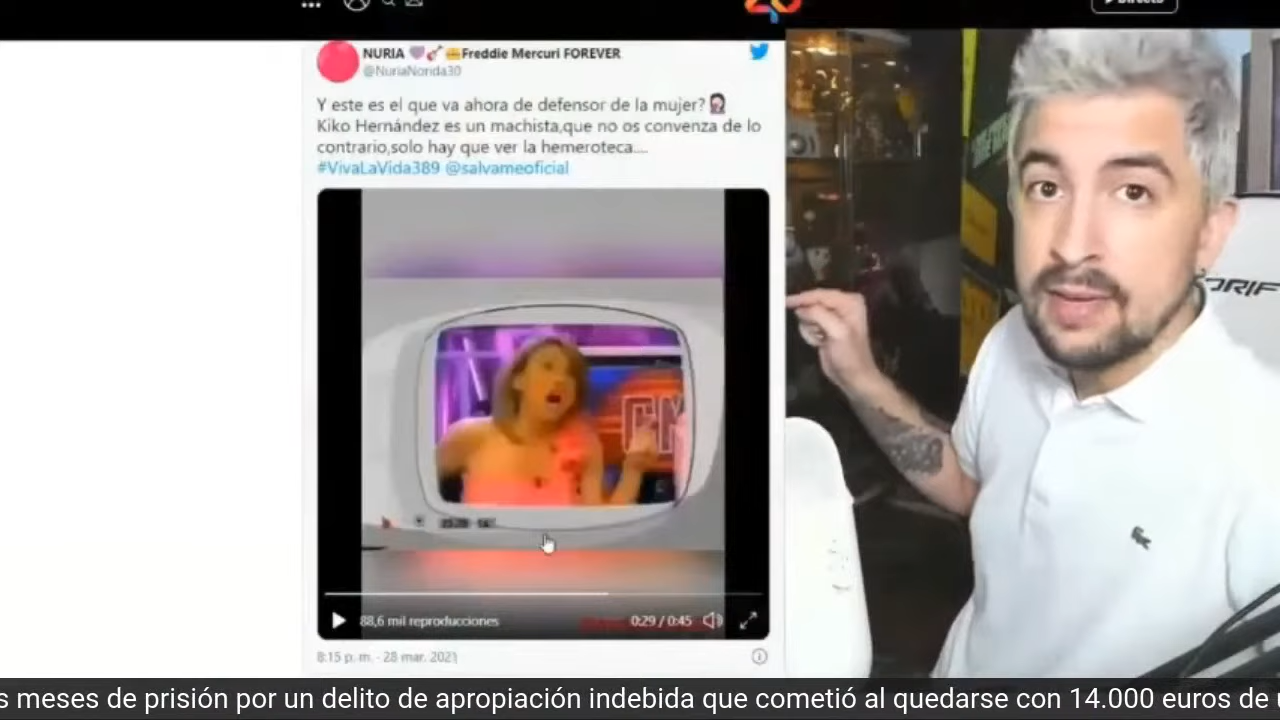 Directo
NURIA 💜🎸👑Freddie Mercuri FOREVER
@NuriaNorida30
Y este es el que va ahora de defensor de la mujer?🤦🏻‍♀️
Kiko Hernández es un machista,que no os convenza de lo
contrario,solo hay que ver la hemeroteca....
#VivaLaVida389 @salvameoficial
88,6 mil reproducciones
0:29 / 0:45
8:15 p. m. · 28 mar. 2021
meses de prisión por un delito de apropiación indebida que cometió al quedarse con 14.000 euros de